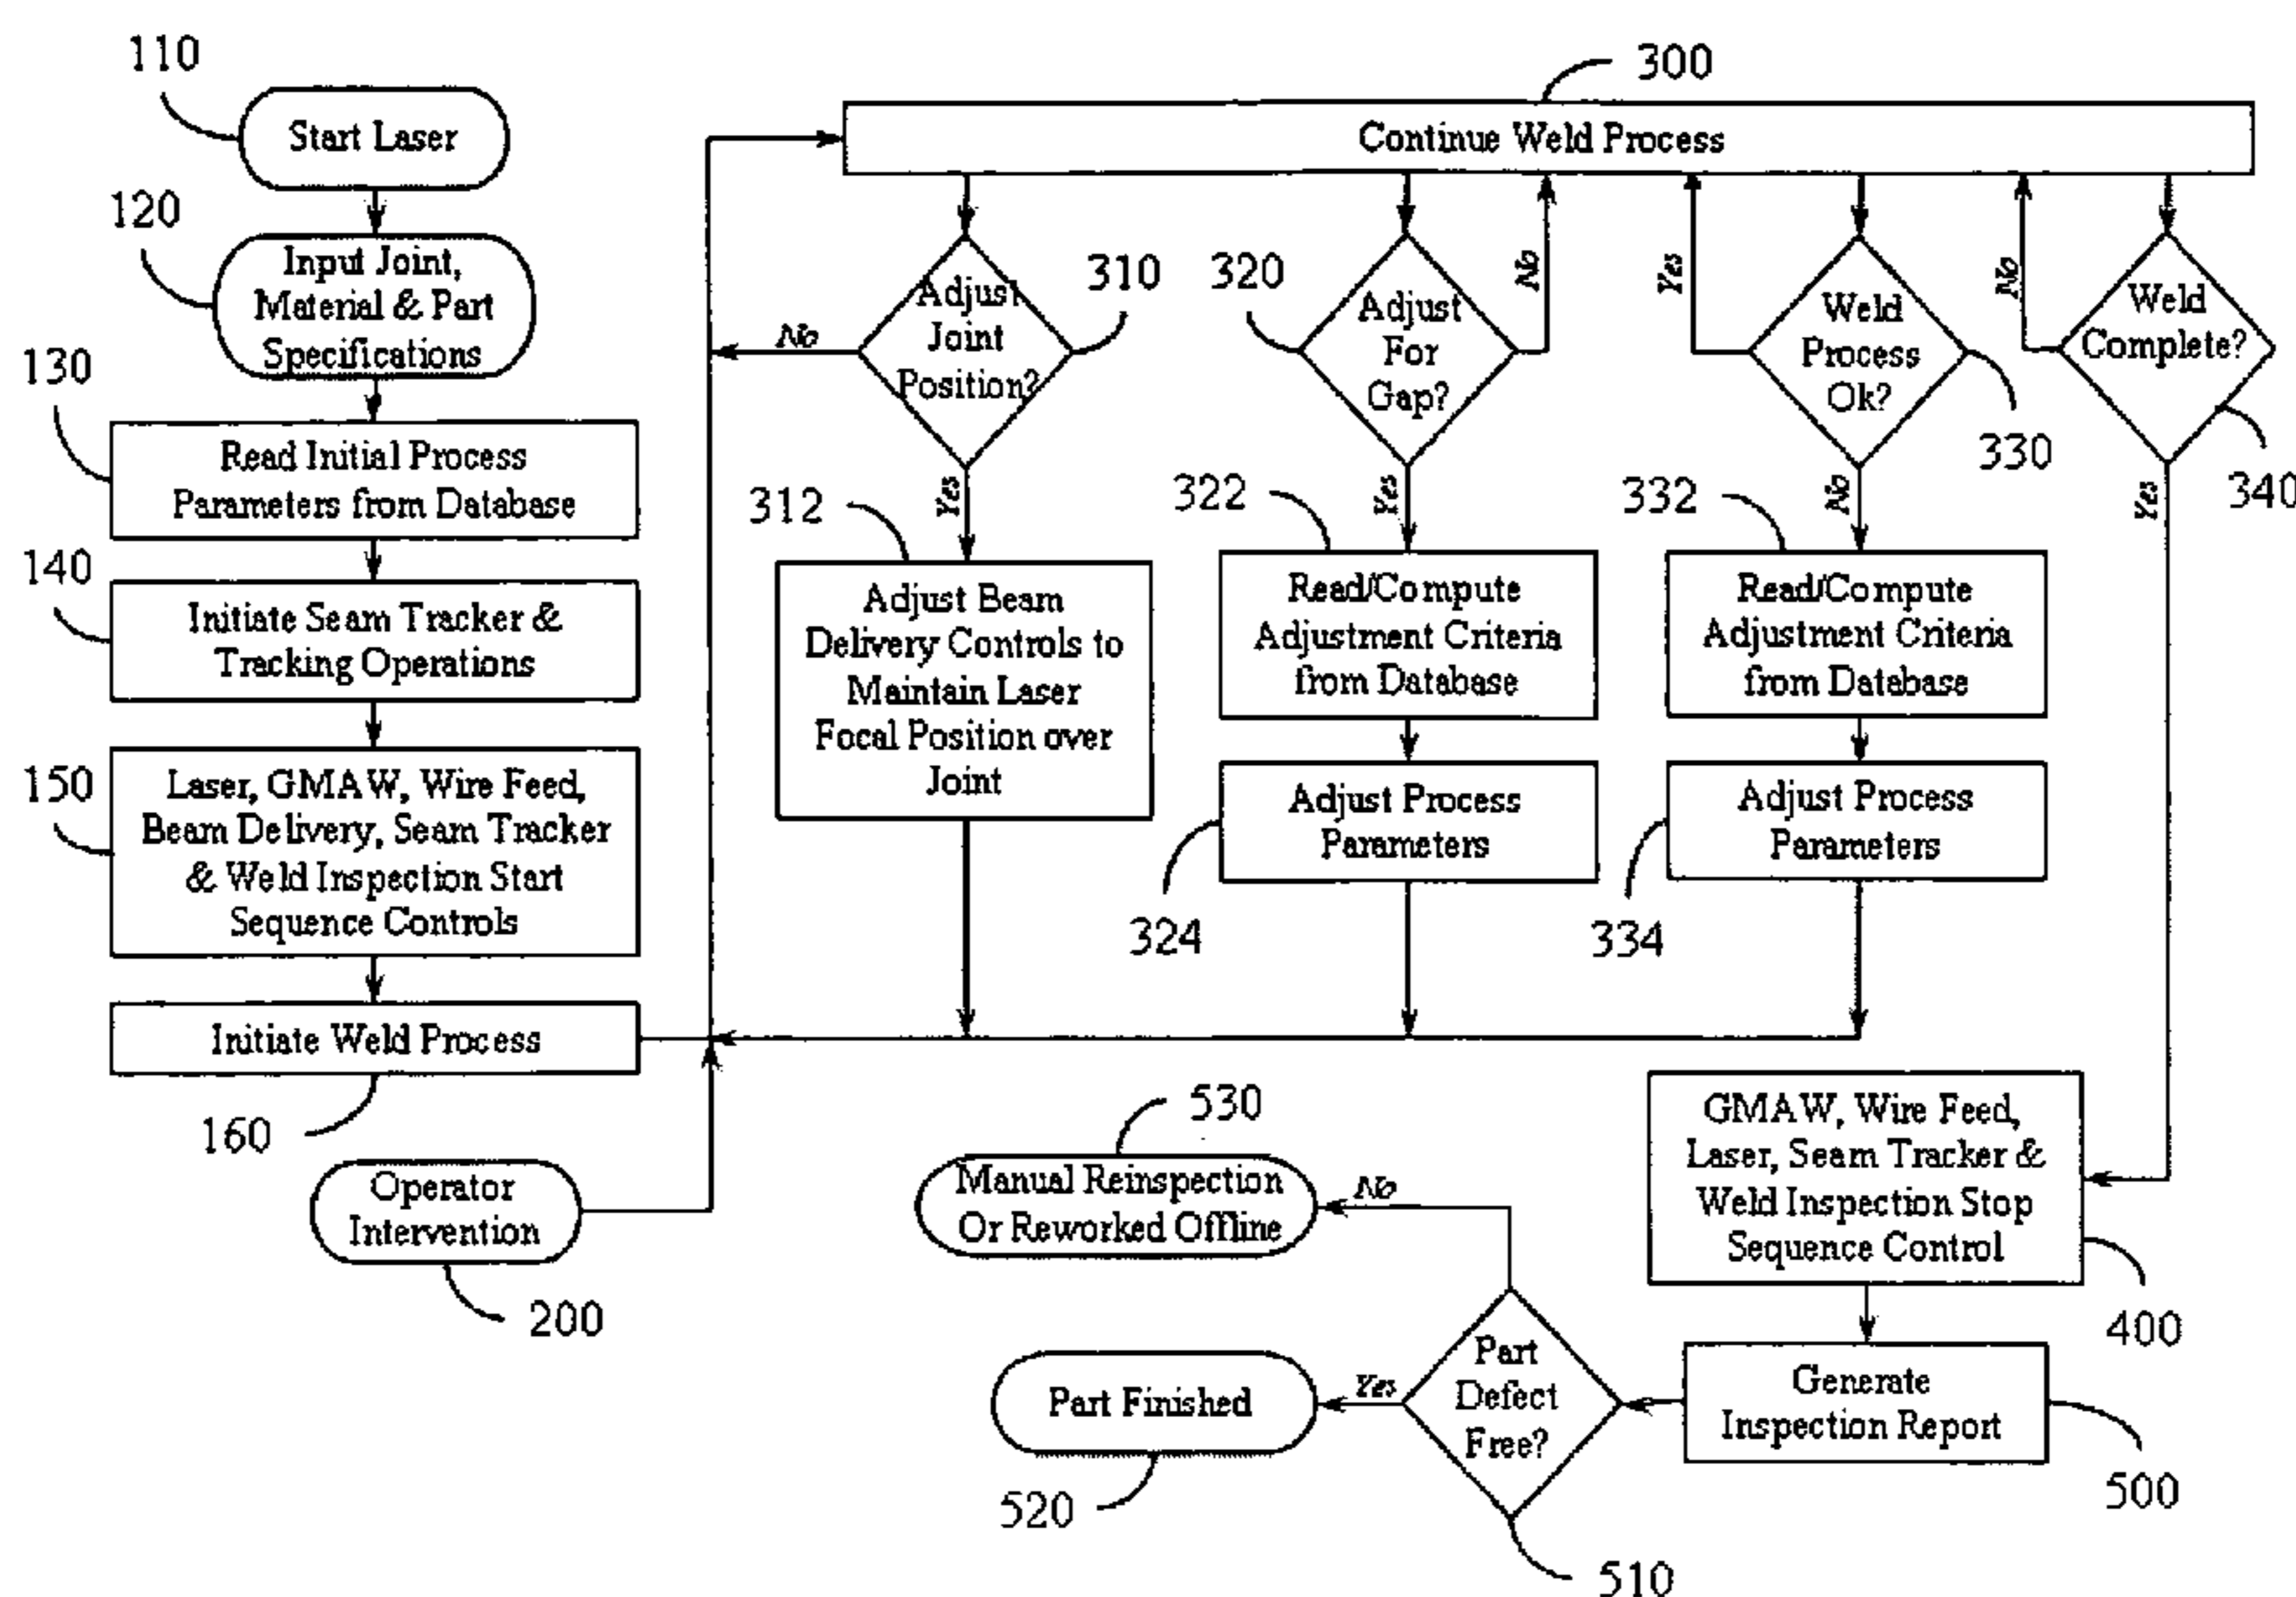 110
Start Laser
120
Input Joint,
Material & Part
Specifications
130
Read Initial Process
Parameters from Database
140
Initiate Seam Tracker &
Tracking Operations
150
Laser, GMAW, Wire Feed,
Beam Delivery, Seam Tracker
& Weld Inspection Start
Sequence Controls
Initiate Weld Process
160
Operator
Intervention
200
300
Continue Weld Process
Adjust
Joint
Position?
310
No
Yes
312
Adjust Beam
Delivery Controls to
Maintain Laser
Focal Position over
Joint
320
Adjust
For
Gap?
No
Yes
322
Read/Compute
Adjustment Criteria
from Database
Adjust Process
Parameters
324
Yes
Weld
Process
Ok?
330
No
332
Read/Compute
Adjustment Criteria
from Database
Adjust Process
Parameters
334
No
Weld
Complete?
340
Yes
GMAW, Wire Feed,
Laser, Seam Tracker &
Weld Inspection Stop
Sequence Control
400
Generate
Inspection Report
500
Part
Defect
Free?
510
No
530
Manual Reinspection
Or Reworked Offline
Yes
Part Finished
520